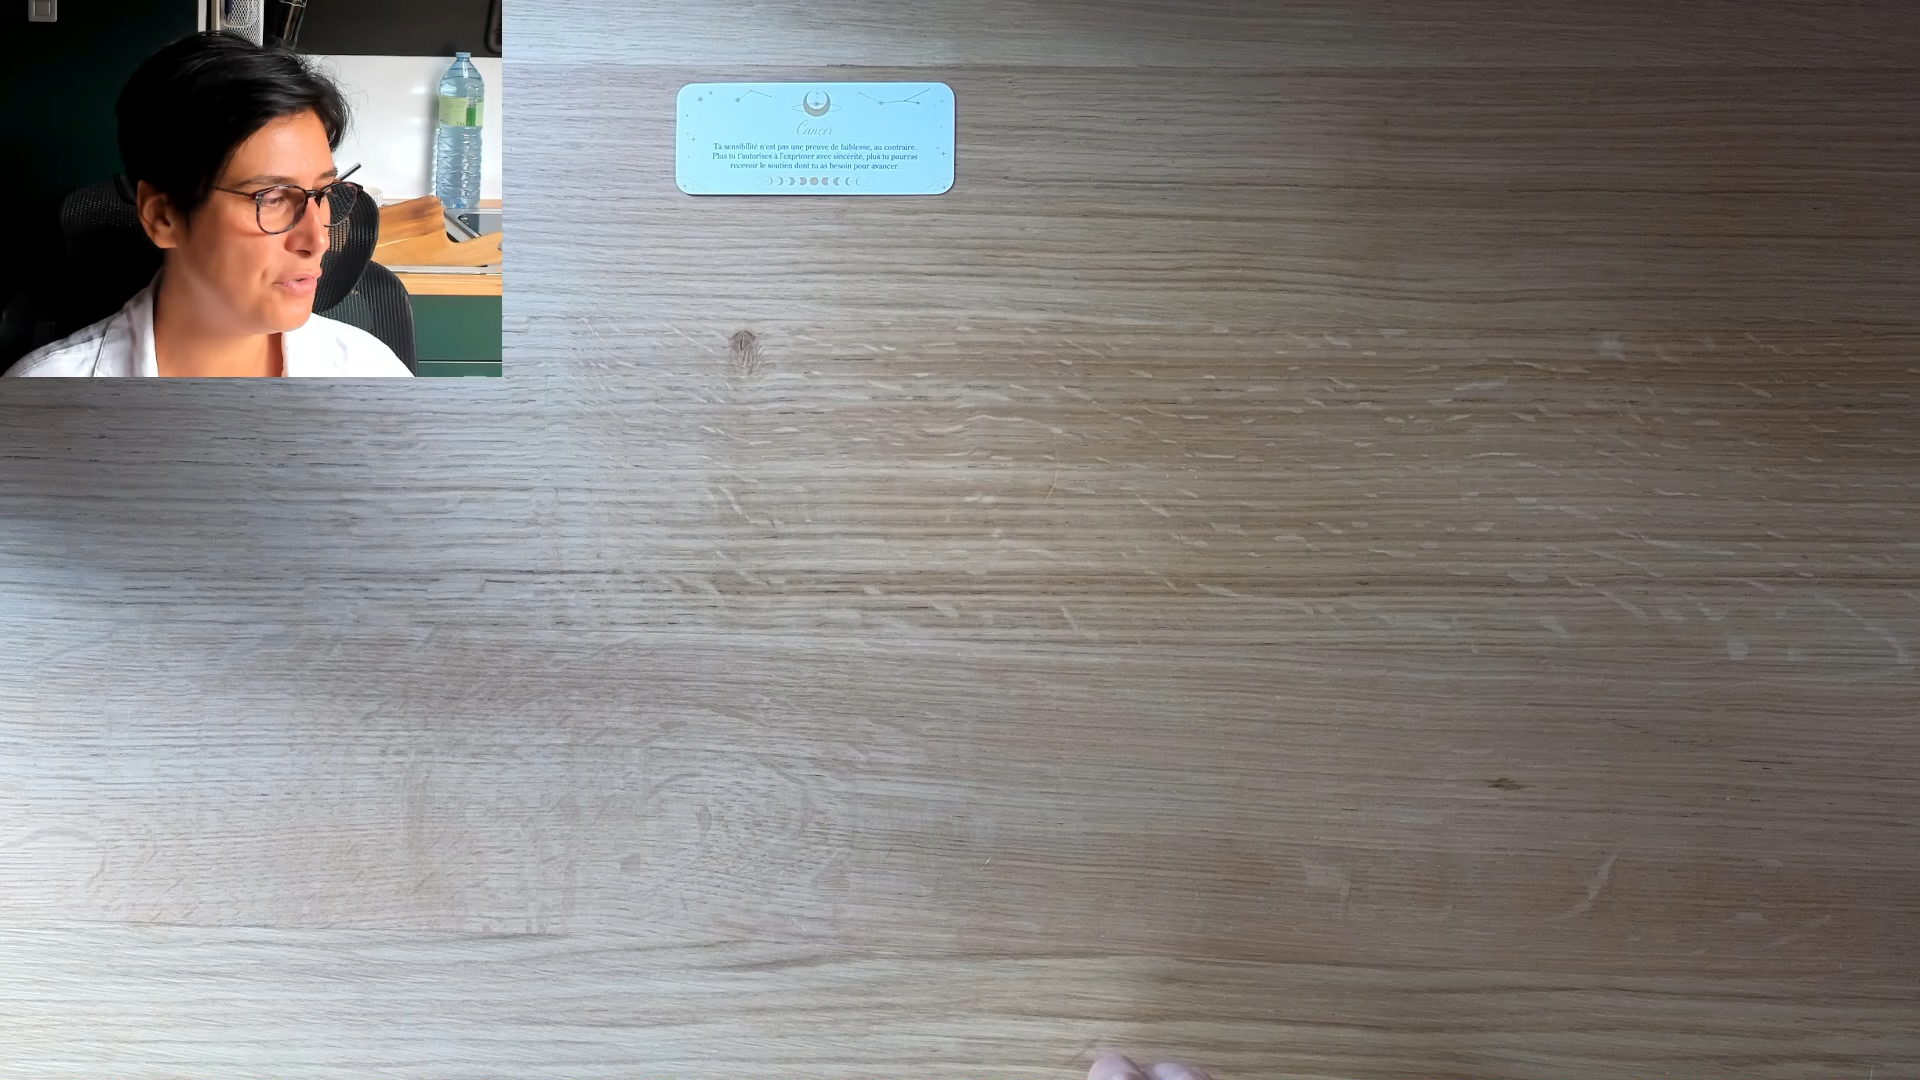 Cancer
Ta sensibilité n'est pas une preuve de faiblesse, au contraire.
Plus tu t'autorises à l'exprimer avec sincérité, plus tu pourras
recevoir le soutien dont tu as besoin pour avancer.